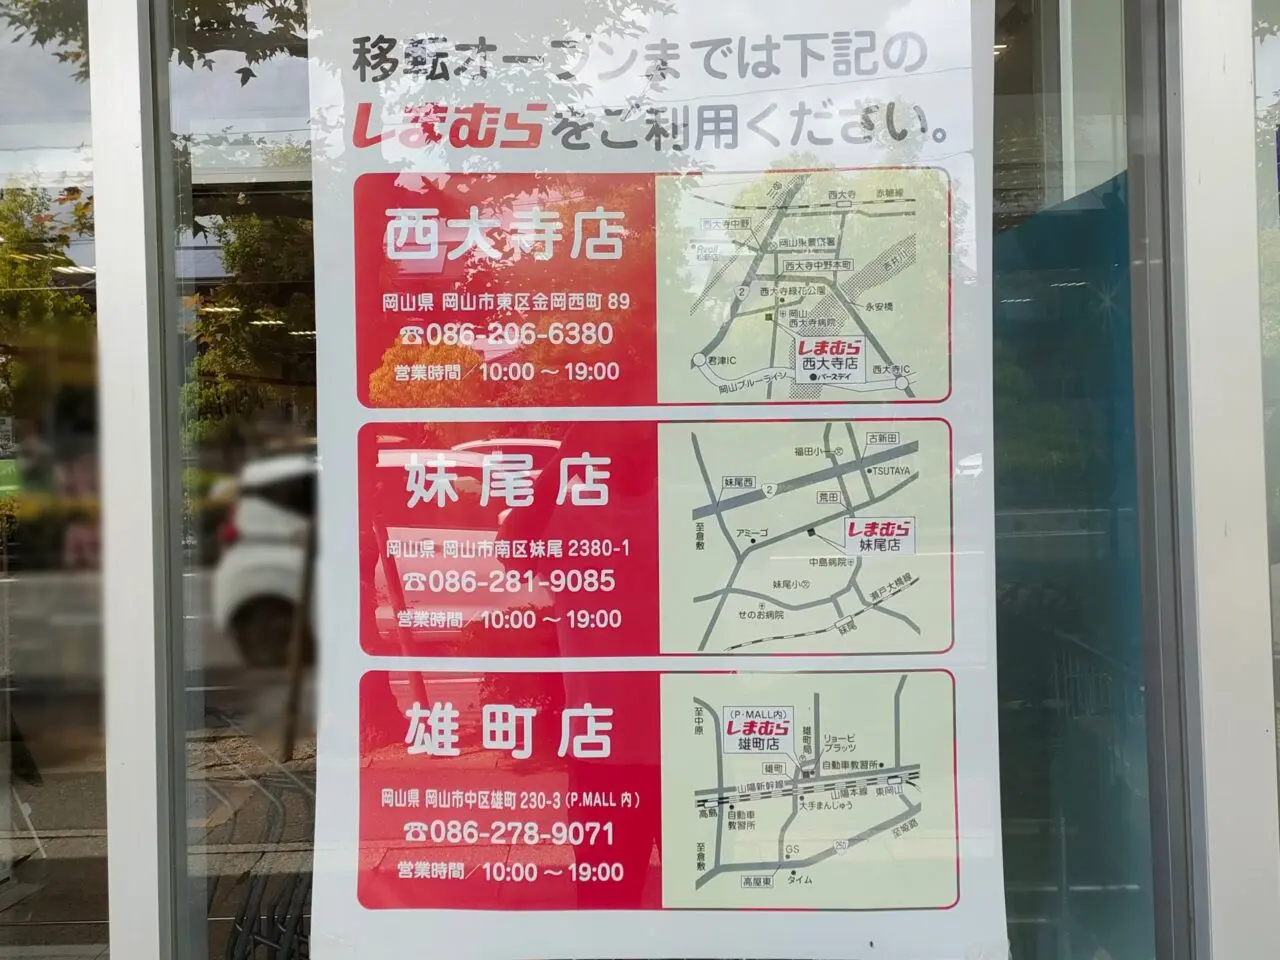 移転オープンまでは下記の
しまむらをご利用ください。
西大寺店
岡山県 岡山市東区金岡西町 89
☎086-206-6380
営業時間/10:00 ~ 19:00
西大寺 赤穂線
西大寺中野
Avail
岡山東警察署
西大寺中野本町
吉井川
2
西大寺緑花公園
永安橋
岡山
西大寺病院
しまむら
西大寺店
●バースデイ
君津IC
西大寺IC
岡山ブルーライン
妹尾店
岡山県 岡山市南区妹尾 2380-1
☎086-281-9085
営業時間/10:00 ~ 19:00
古新田
福田小
TSUTAYA
妹尾西
2
荒田
至倉敷
アミーゴ
しまむら
妹尾店
中島病院
妹尾小
瀬戸大橋線
せのお病院
妹尾
雄町店
岡山県 岡山市中区雄町 230-3 (P.MALL 内)
☎086-278-9071
営業時間/10:00 ~ 19:00
至中原
(P・MALL内)
しまむら
雄町店
雄町局
リョービ
プラッツ
雄町
自動車教習所
山陽新幹線
山陽本線 東岡山
高島
自動車
教習所
大手まんじゅう
至姫路
250
至倉敷
GS
高屋東
タイム